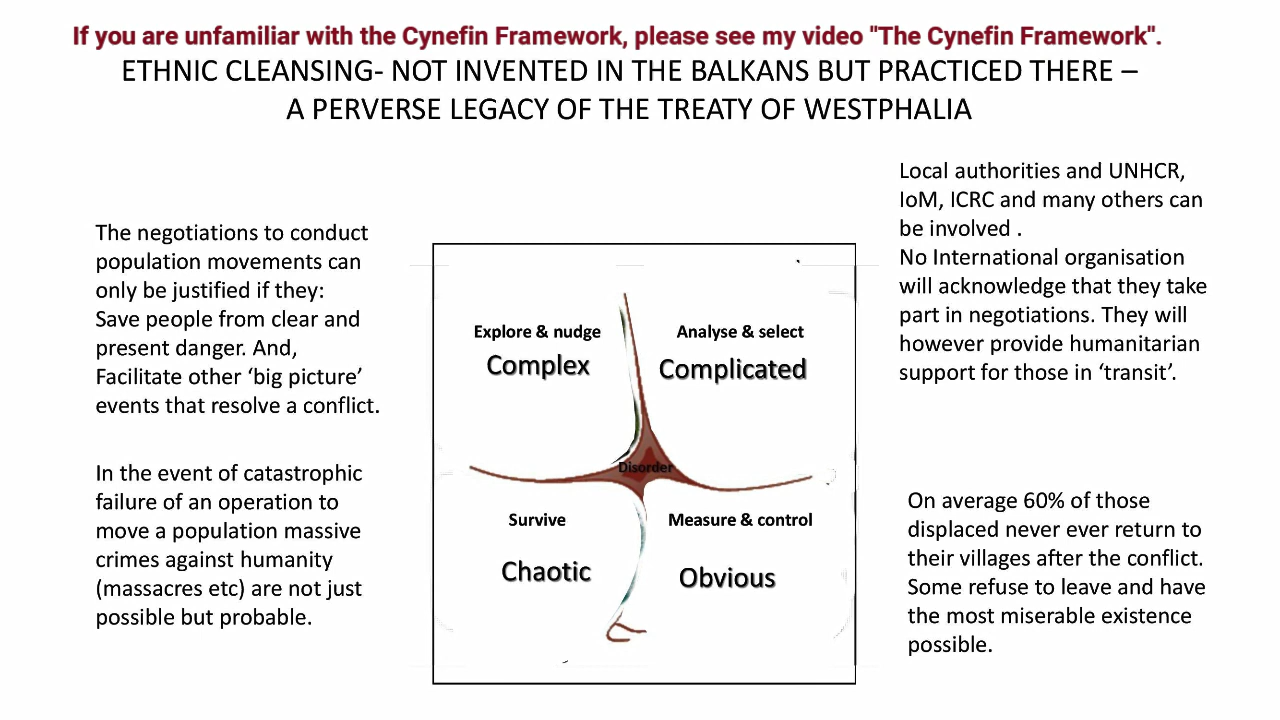 If you are unfamiliar with the Cynefin Framework, please see my video "The Cynefin Framework".
ETHNIC CLEANSING- NOT INVENTED IN THE BALKANS BUT PRACTICED THERE –
A PERVERSE LEGACY OF THE TREATY OF WESTPHALIA
The negotiations to conduct
population movements can
only be justified if they:
Save people from clear and
present danger. And,
Facilitate other ‘big picture’
events that resolve a conflict.
In the event of catastrophic
failure of an operation to
move a population massive
crimes against humanity
(massacres etc) are not just
possible but probable.
Explore & nudge
Complex
Analyse & select
Complicated
Disorder
Survive
Chaotic
Measure & control
Obvious
Local authorities and UNHCR,
IoM, ICRC and many others can
be involved .
No International organisation
will acknowledge that they take
part in negotiations. They will
however provide humanitarian
support for those in ‘transit’.
On average 60% of those
displaced never ever return to
their villages after the conflict.
Some refuse to leave and have
the most miserable existence
possible.